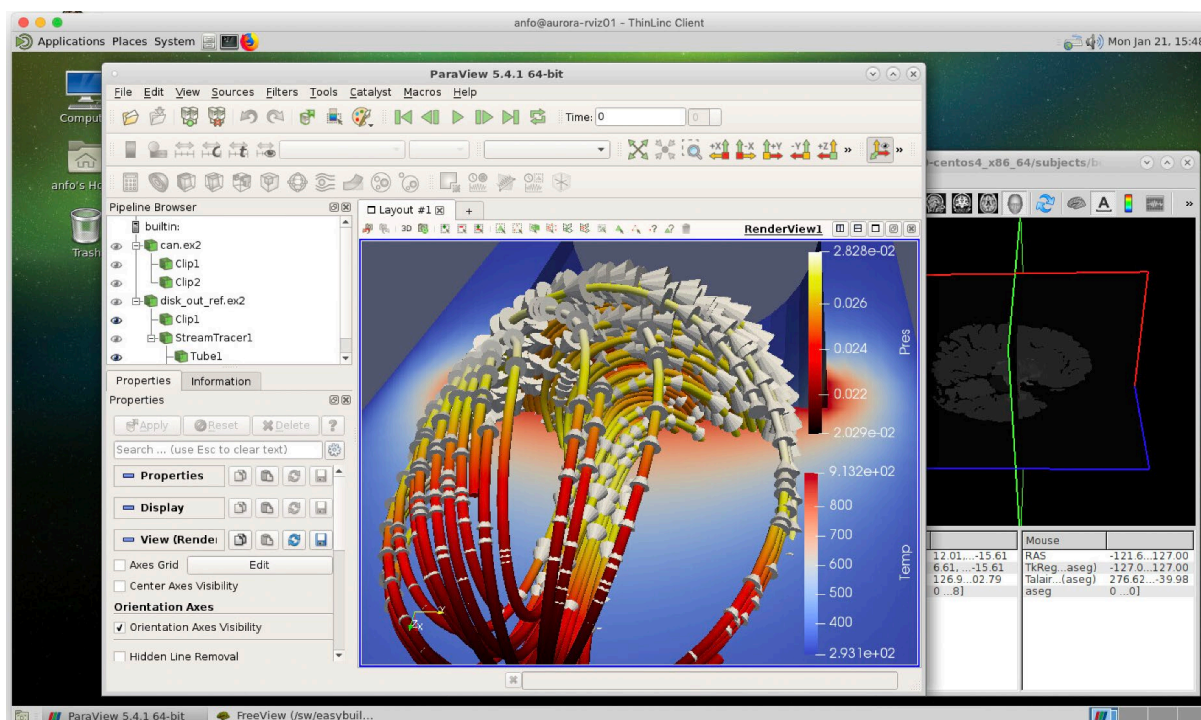 anfo@aurora-rviz01 - ThinLinc Client
Applications Places System
Mon Jan 21, 15:48
ParaView 5.4.1 64-bit
File Edit View Sources Filters Tools Catalyst Macros Help
Time: 0 0
+X -X +Y -Y +Z » »
Comput
anfo's Ho
Trash
-centos4_x86_64/subjects/b
A »
Pipeline Browser
Layout #1 +
builtin:
3D RenderView1
can.ex2
Clip1
Clip2
disk_out_ref.ex2
Clip1
StreamTracer1
Tube1
Properties Information
Properties
Apply Reset Delete ?
Search ... (use Esc to clear text)
Properties
Display
View (Rende
Axes Grid Edit
Center Axes Visibility
Orientation Axes
Orientation Axes Visibility
Hidden Line Removal
2.828e-02
0.026
0.024
0.022
2.029e-02
Pres
9.132e+02
800
700
600
500
400
2.931e+02
Temp
Y
Z X
Mouse
12.01...-15.61 RAS -121.6...127.00
6.61, ...-15.61 TkReg...aseg) -127.0...127.00
126.9...02.79 Talair...(aseg) 276.62...-39.98
0 ...8] aseg 0 ...0]
ParaView 5.4.1 64-bit FreeView (/sw/easybuil...